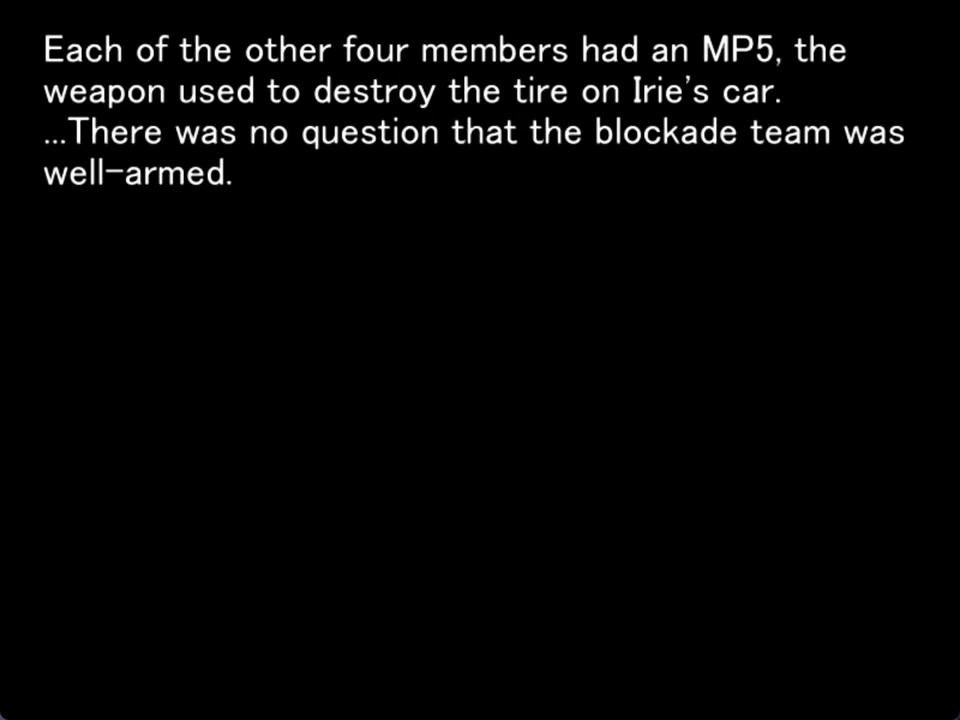 Each of the other four members had an MP5, the
weapon used to destroy the tire on Irie's car.
...There was no question that the blockade team was
well-armed.